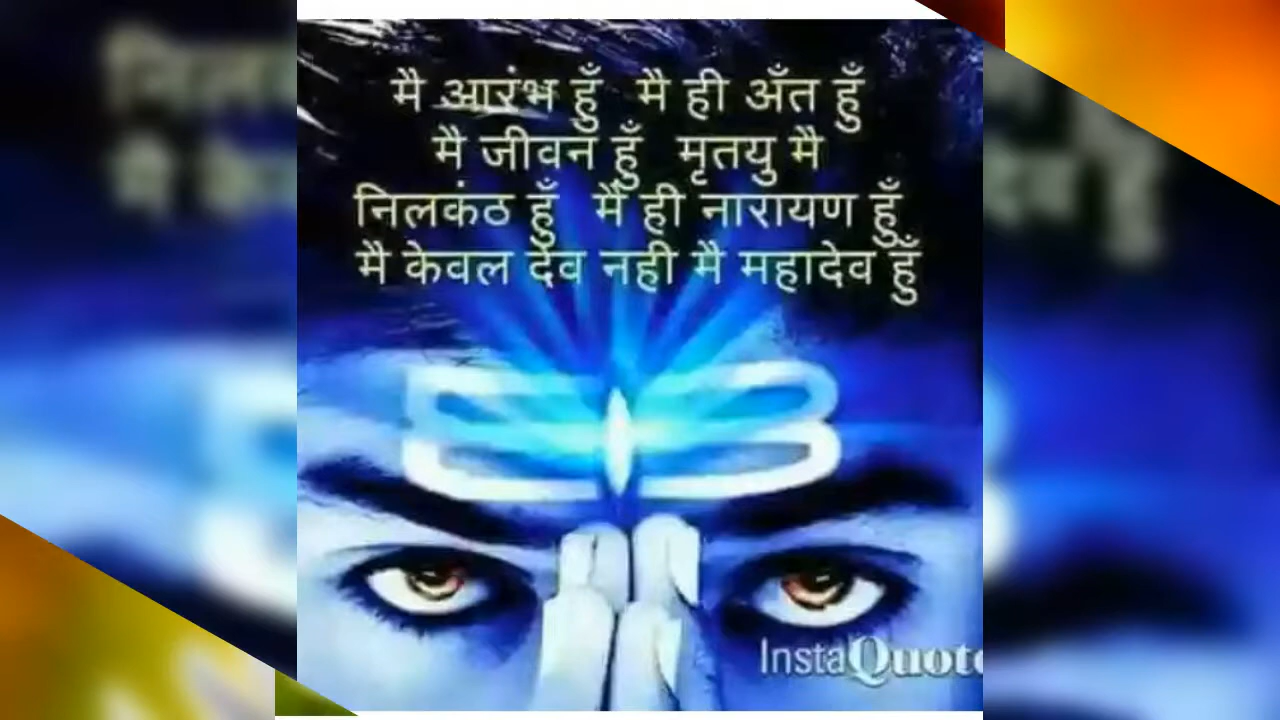 मै आरंभ हुँ मै ही अँत हुँ
मै जीवन हुँ मृतयु मै
निलकंठ हुँ मै ही नारायण हुँ
मै केवल देव नही मै महादेव हुँ
InstaQuote